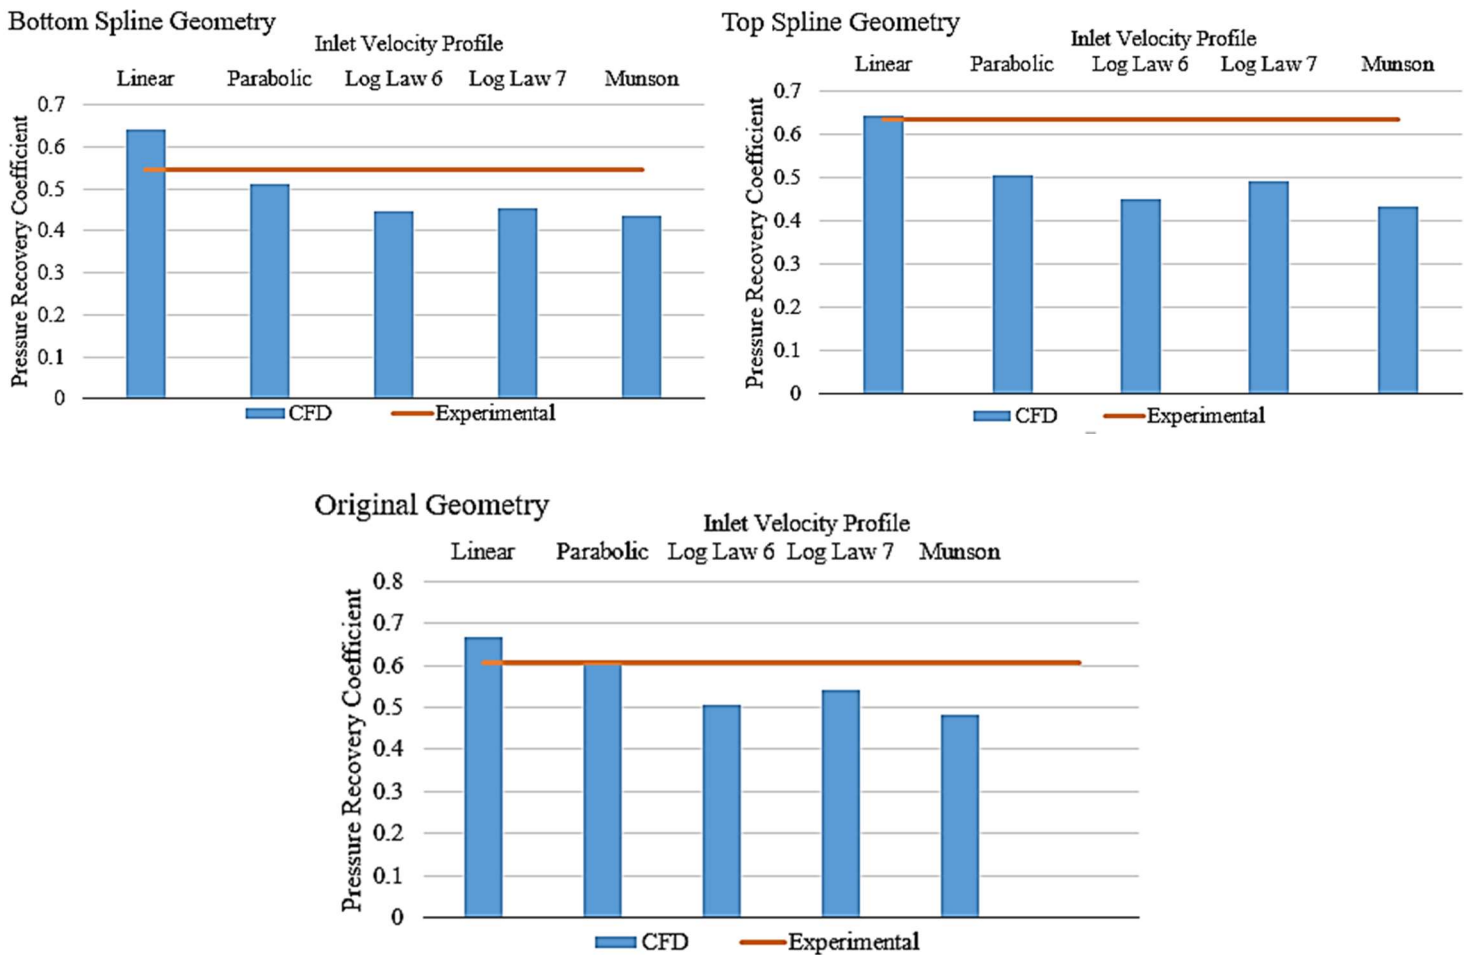 Bottom Spline Geometry
Inlet Velocity Profile
Linear Parabolic Log Law 6 Log Law 7 Munson
Pressure Recovery Coefficient
0.7
0.6
0.5
0.4
0.3
0.2
0.1
0
CFD Experimental
Top Spline Geometry
Inlet Velocity Profile
Linear Parabolic Log Law 6 Log Law 7 Munson
Pressure Recovery Coefficient
0.7
0.6
0.5
0.4
0.3
0.2
0.1
0
CFD Experimental
Original Geometry
Inlet Velocity Profile
Linear Parabolic Log Law 6 Log Law 7 Munson
Pressure Recovery Coefficient
0.8
0.7
0.6
0.5
0.4
0.3
0.2
0.1
0
CFD Experimental